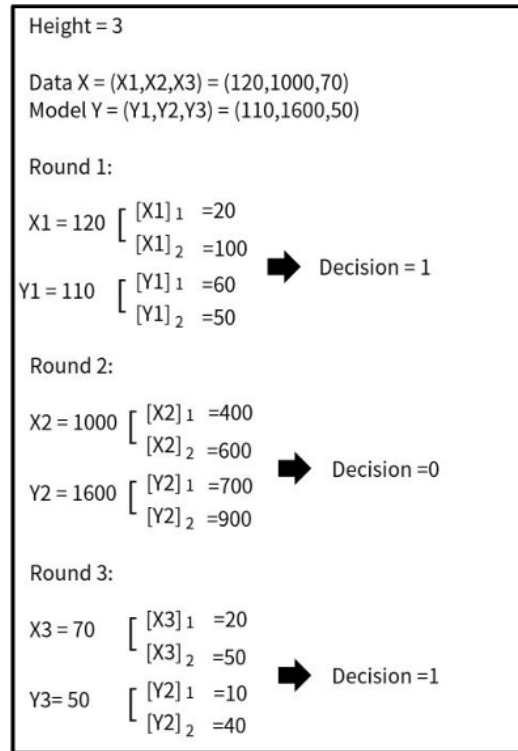 Height = 3
Data X = (X1,X2,X3) = (120,1000,70)
Model Y = (Y1,Y2,Y3) = (110,1600,50)
Round 1:
X1 = 120 [ [X1] 1 =20
[X1] 2 =100
Y1 = 110 [ [Y1] 1 =60
[Y1] 2 =50
Decision = 1
Round 2:
X2 = 1000 [ [X2] 1 =400
[X2] 2 =600
Y2 = 1600 [ [Y2] 1 =700
[Y2] 2 =900
Decision =0
Round 3:
X3 = 70 [ [X3] 1 =20
[X3] 2 =50
Y3= 50 [ [Y2] 1 =10
[Y2] 2 =40
Decision =1